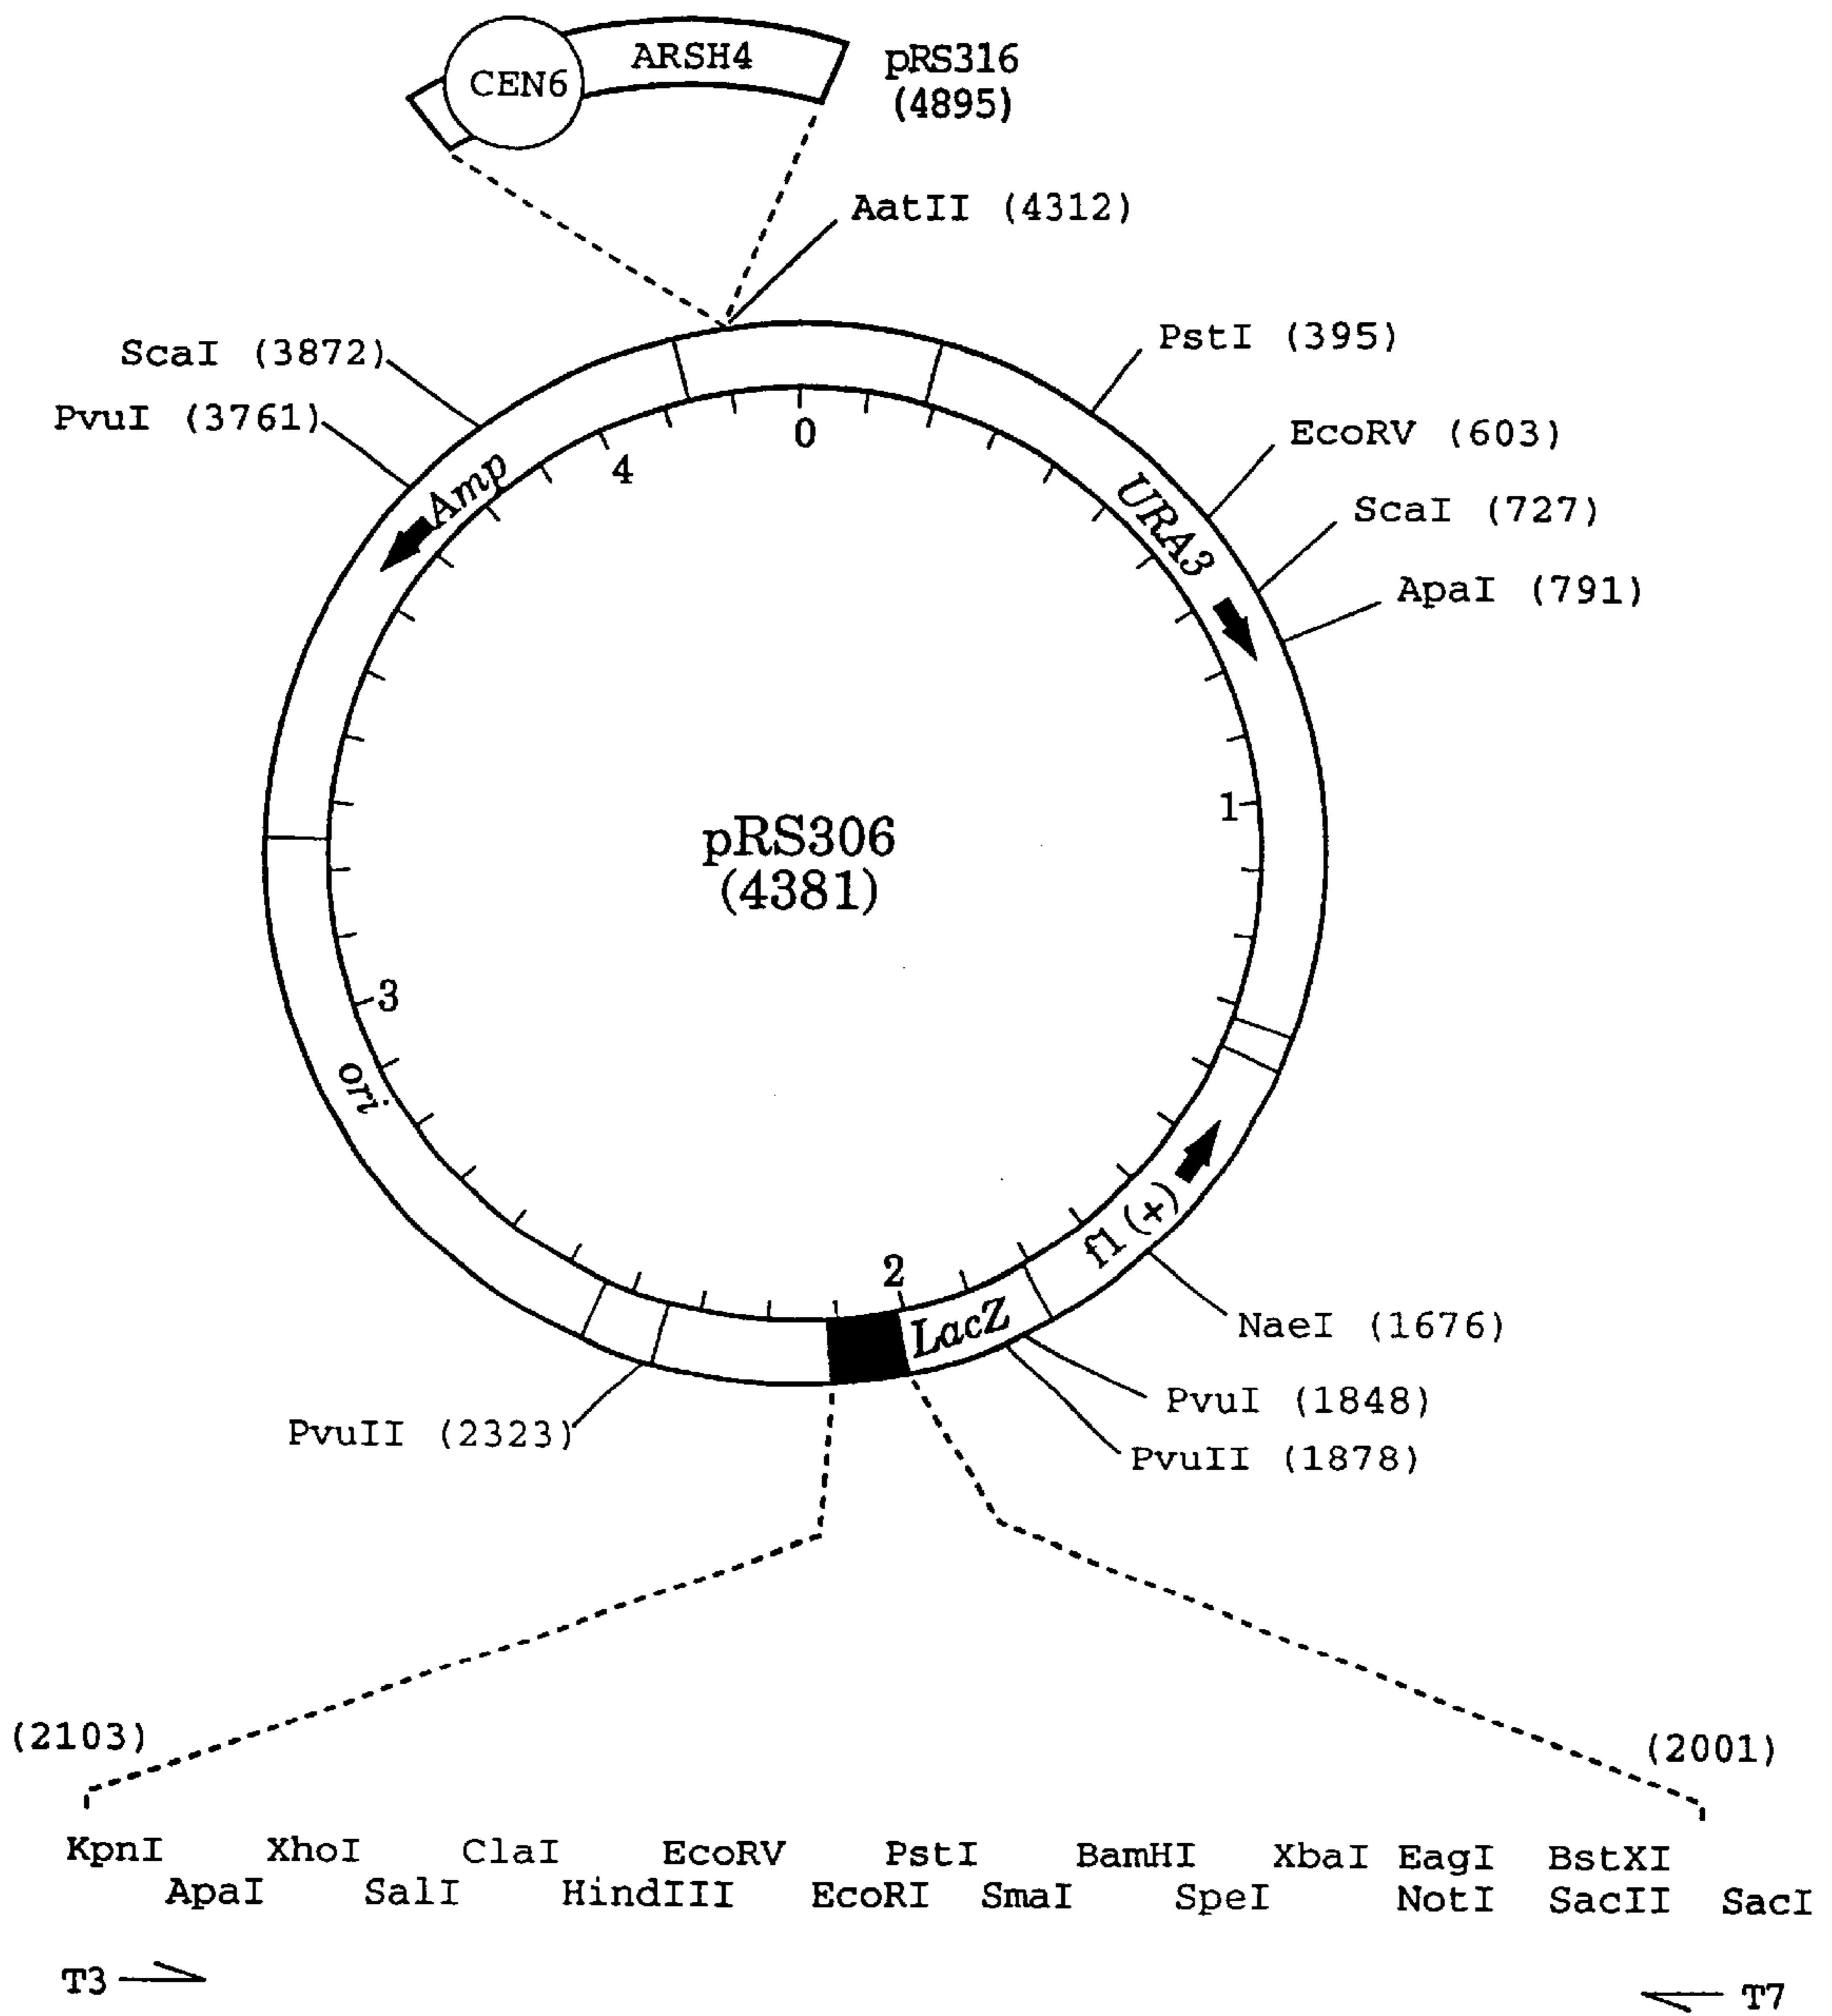 CEN6
ARSH4
pRS316
(4895)
AatII (4312)
ScaI (3872)
PvuI (3761)
PstI (395)
EcoRV (603)
ScaI (727)
ApaI (791)
0
4
Amp
URA3
1
pRS306
(4381)
3
ori
2
LacZ
f1 (+)
NaeI (1676)
PvuI (1848)
PvuII (1878)
PvuII (2323)
(2103)
(2001)
KpnI XhoI ClaI EcoRV PstI BamHI XbaI EagI BstXI
ApaI SalI HindIII EcoRI SmaI SpeI NotI SacII SacI
T3
T7